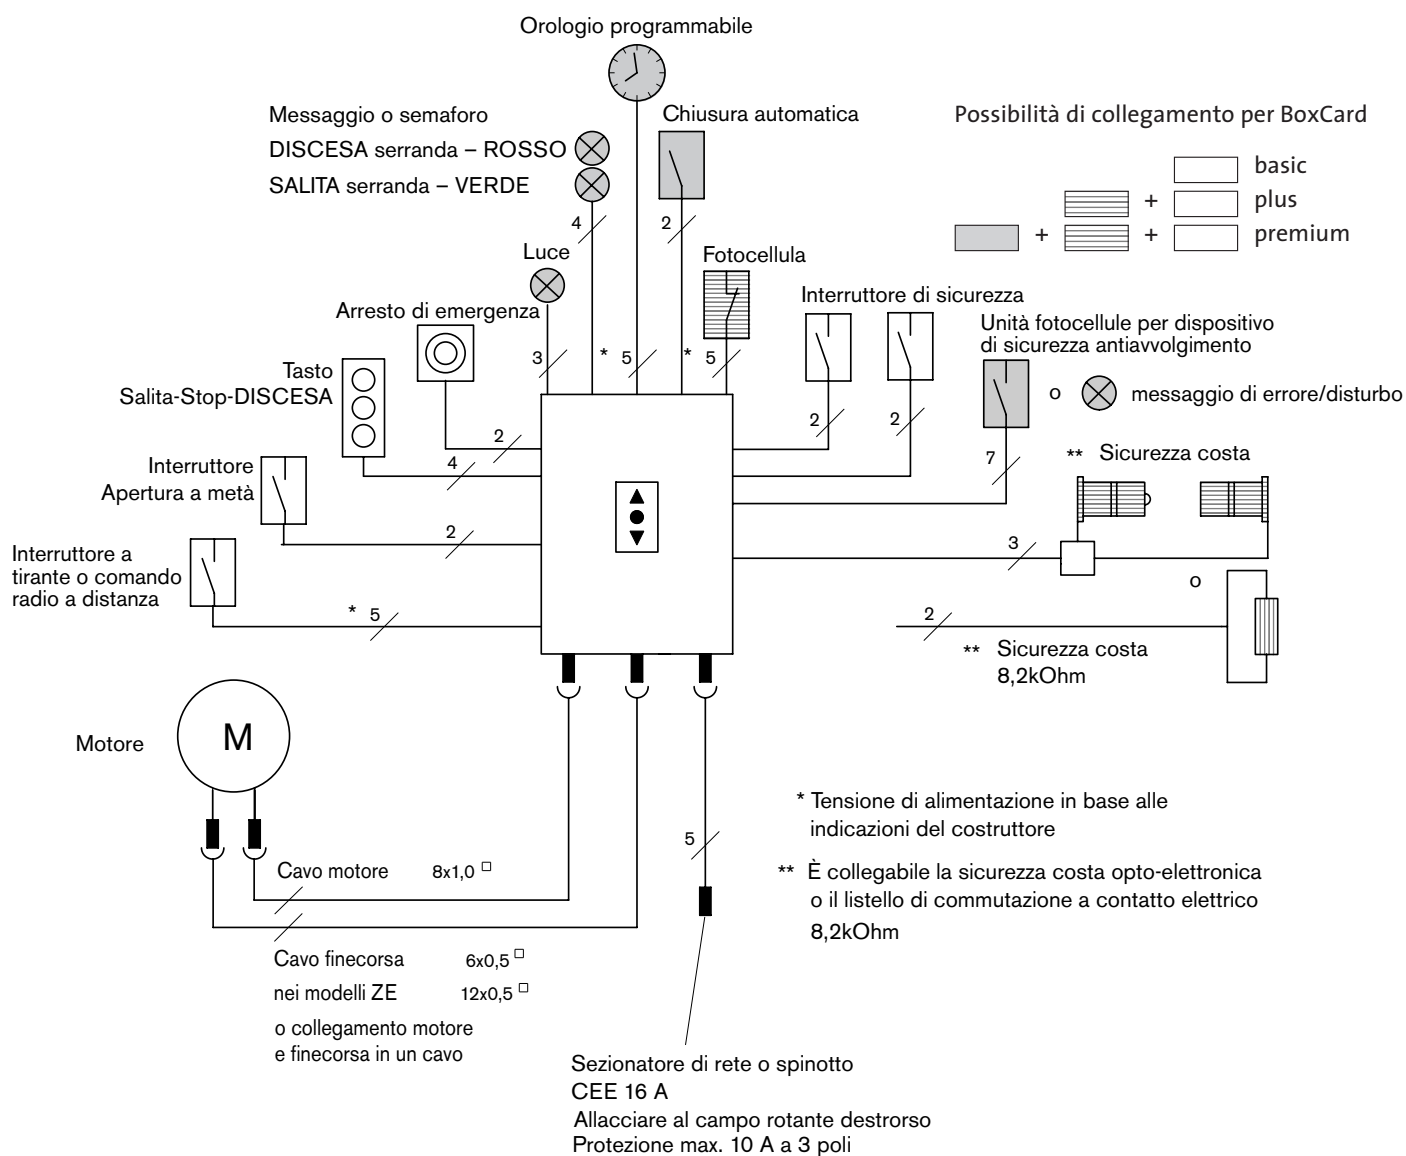 Orologio programmabile
Messaggio o semaforo
DISCESA serranda – ROSSO
SALITA serranda – VERDE
Chiusura automatica
Possibilità di collegamento per BoxCard
basic
+ plus
+ + premium
4
2
Luce
Fotocellula
Arresto di emergenza
Interruttore di sicurezza
Unità fotocellule per dispositivo
di sicurezza antiavvolgimento
3
* 5
* 5
Tasto
Salita-Stop-DISCESA
o messaggio di errore/disturbo
2
2
2
4
7
** Sicurezza costa
Interruttore
Apertura a metà
2
3
Interruttore a
tirante o comando
radio a distanza
* 5
o
2
** Sicurezza costa
8,2kOhm
Motore
M
* Tensione di alimentazione in base alle
indicazioni del costruttore
5
Cavo motore 8x1,0 □
** È collegabile la sicurezza costa opto-elettronica
o il listello di commutazione a contatto elettrico
8,2kOhm
Cavo finecorsa 6x0,5 □
nei modelli ZE 12x0,5 □
o collegamento motore
e finecorsa in un cavo
Sezionatore di rete o spinotto
CEE 16 A
Allacciare al campo rotante destrorso
Protezione max. 10 A a 3 poli